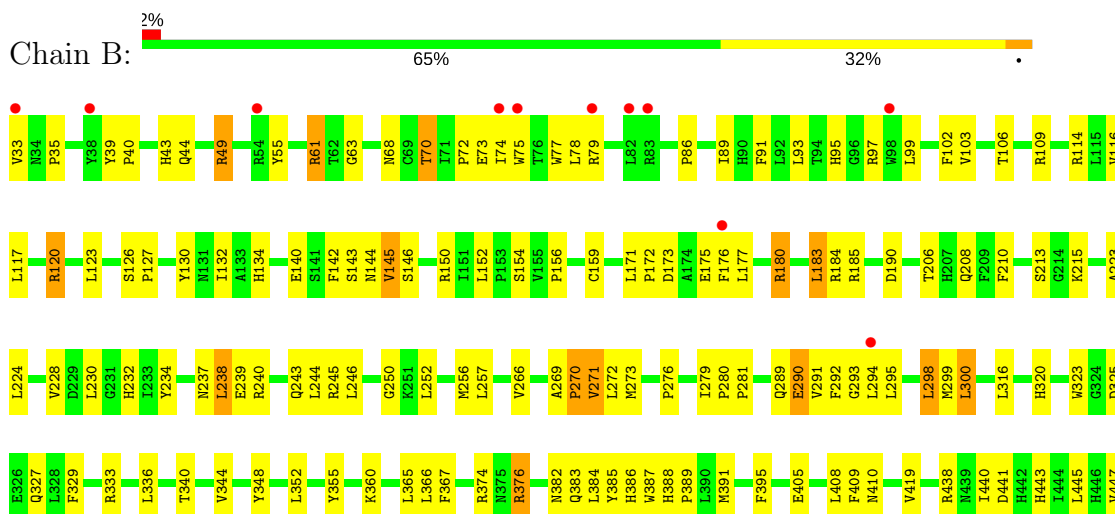 2%
Chain B:
65% 32% •
V33 N34 P35 Y38 Y39 P40 H43 Q44 R49 R54 Y55 R61 T62 G63 N68 C69 T70 I71 P72 E73 I74 W75 T76 W77 L78 R79 L82 R83 P86 I89 H90 F91 L92 L93 T94 H95 G96 R97 W98 L99 F102 V103 T106 R109 R114 L115
L117 R120 L123 S126 P127 Y130 N131 I132 A133 H134 E140 S141 F142 S143 N144 V145 S146 R150 I151 L152 P153 S154 V155 P156 C159 L171 P172 D173 A174 E175 F176 L177 R180 L183 R184 R185 D190 T206 H207 Q208 F209 F210 S213 G214 K215 A223
L224 V228 D229 L230 G231 H232 I233 Y234 N237 L238 E239 R240 Q243 L244 R245 L246 G250 K251 L252 M256 L257 V266 A269 P270 V271 L272 M273 P276 I279 P280 P281 Q289 E290 V291 F292 G293 L294 L295 L298 M299 L300 L316 H320 W323 G324 D325
E326 Q327 L328 F329 R333 L336 T340 V344 Y348 L352 Y355 K360 L365 L366 F367 R374 N375 R376 N382 Q383 L384 Y385 H386 W387 H388 P389 L390 M391 F395 E405 L408 F409 N410 V419 R438 N439 I440 D441 H442 H443 I444 L445 H446 V447